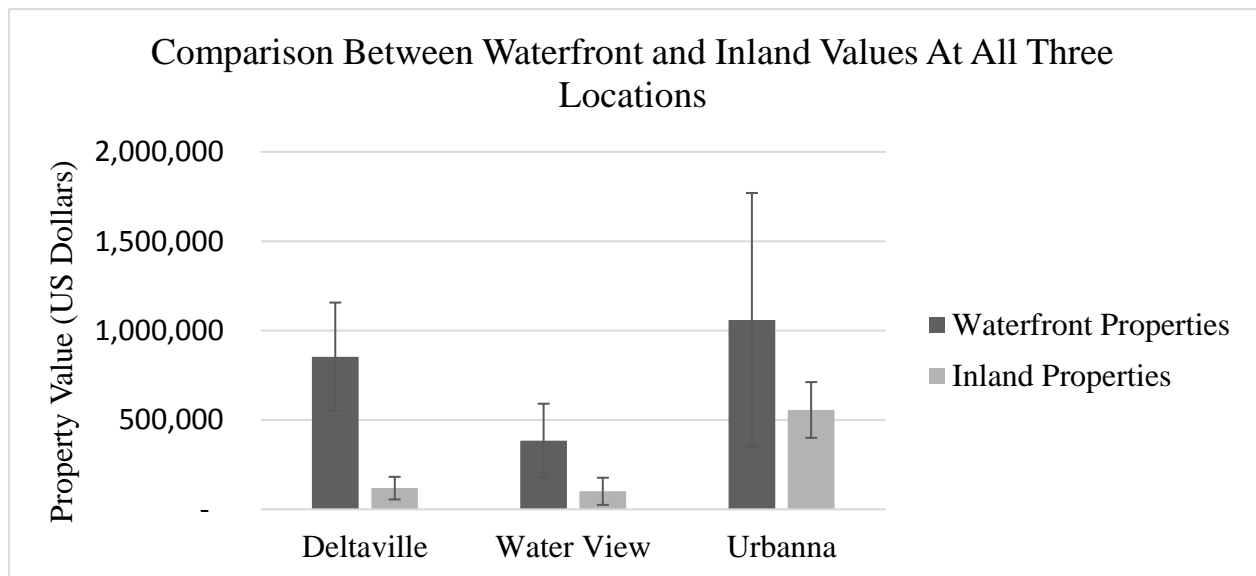 Comparison Between Waterfront and Inland Values At All Three
Locations
Property Value (US Dollars)
2,000,000
1,500,000
1,000,000
500,000
-
Deltaville
Water View
Urbanna
Waterfront Properties
Inland Properties